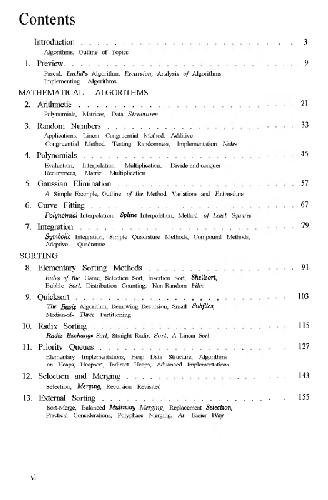 Contents
Introduction . . . . . . . . . . . . . . . . . . . . 3
Algorithms, Outline of Topics
1. Preview. . . . . . . . . . . . . . . . . . . . . 9
Pascal, Euclid's Algorithm, Recursion, Analysis of Algorithms
Implementing Algorithms
MATHEMATICAL ALGORITHMS
2. Arithmetic . . . . . . . . . . . . . . . . . . . . 21
Polynomials, Matrices, Data Structures
3. Random Numbers . . . . . . . . . . . . . . . . . . 33
Applications, Linear Congruential Method, Additive
Congruential Method, Testing Randomness, Implementation Notes
4. Polynomials . . . . . . . . . . . . . . . . . . . 45
Evaluation, Interpolation, Multiplication, Divide-and-conquer
Recurrences, Matrix Multiplication
5. Gaussian Elimination . . . . . . . . . . . . . . . . 57
A Simple Example, Outline of the Method, Variations and Extensions
6. Curve Fitting . . . . . . . . . . . . . . . . . . . 67
Polynomial Interpolation, Spline Interpolation, Method of Least Squares
7. Integration . . . . . . . . . . . . . . . . . . . . 79
Symbolic Integration, Simple Quadrature Methods, Compound Methods,
Adaptive Quadrature
SORTING
8. Elementary Sorting Methods . . . . . . . . . . . . . 91
Rules of the Game, Selection Sort, Insertion Sort, Shellsort,
Bubble Sort, Distribution Counting, Non-Random Files
9. Quicksort . . . . . . . . . . . . . . . . . . . . 103
The Basic Algorithm, Removing Recursion, Small Subfiles,
Median-of-Three Partitioning
10. Radix Sorting . . . . . . . . . . . . . . . . . . 115
Radix Exchange Sort, Straight Radix Sort, A Linear Sort
11. Priority Queues . . . . . . . . . . . . . . . . . 127
Elementary Implementations, Heap Data Structure, Algorithms
on Heaps, Heapsort, Indirect Heaps, Advanced Implementations
12. Selection and Merging . . . . . . . . . . . . . . . 143
Selection, Merging, Recursion Revisited
13. External Sorting . . . . . . . . . . . . . . . . . 155
Sort-Merge, Balanced Multiway Merging, Replacement Selection,
Practical Considerations, Polyphase Merging, An Easier Way